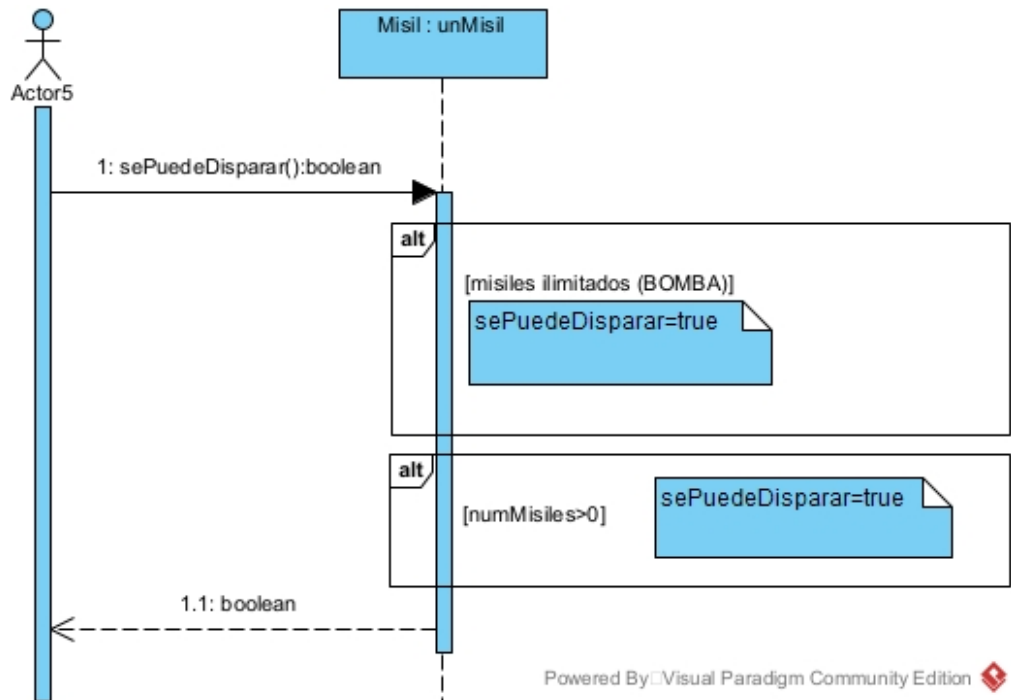 Misil : unMisil
Actor5
1: sePuedeDisparar():boolean
alt
[misiles ilimitados (BOMBA)]
sePuedeDisparar=true
alt
[numMisiles>0]
sePuedeDisparar=true
1.1: boolean
Powered By□Visual Paradigm Community Edition